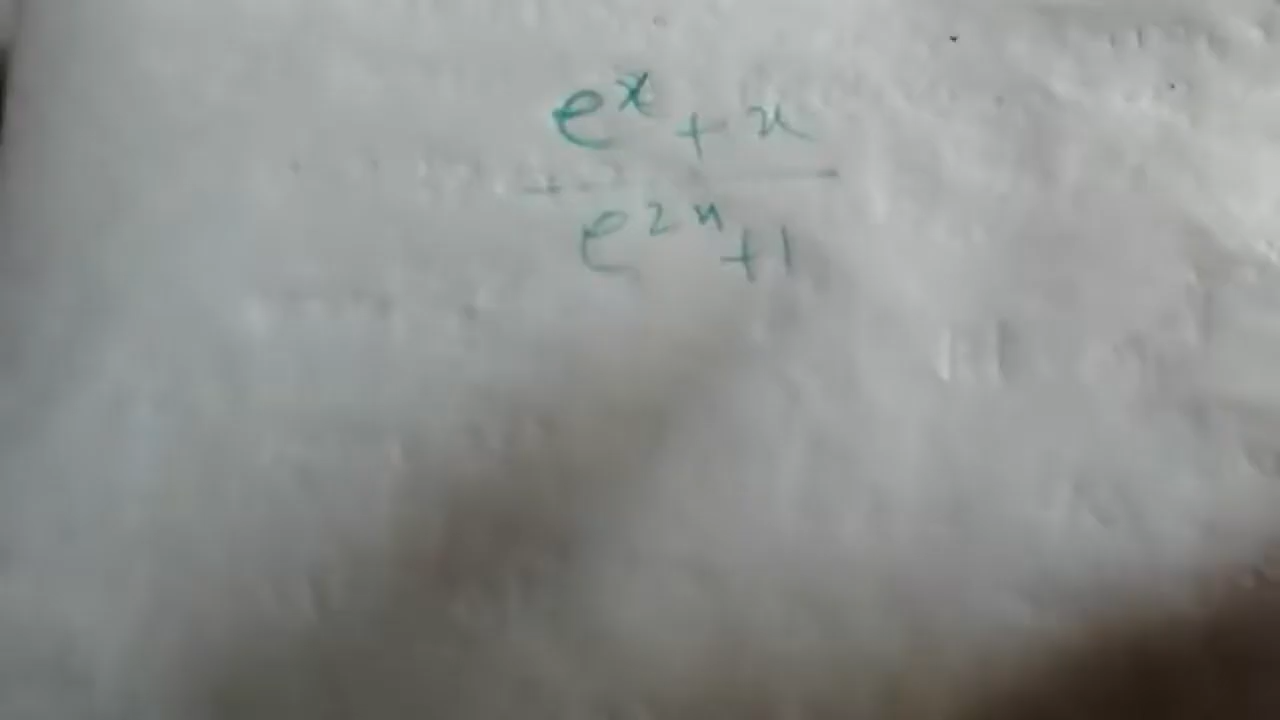 e^x + x
e^2x + 1